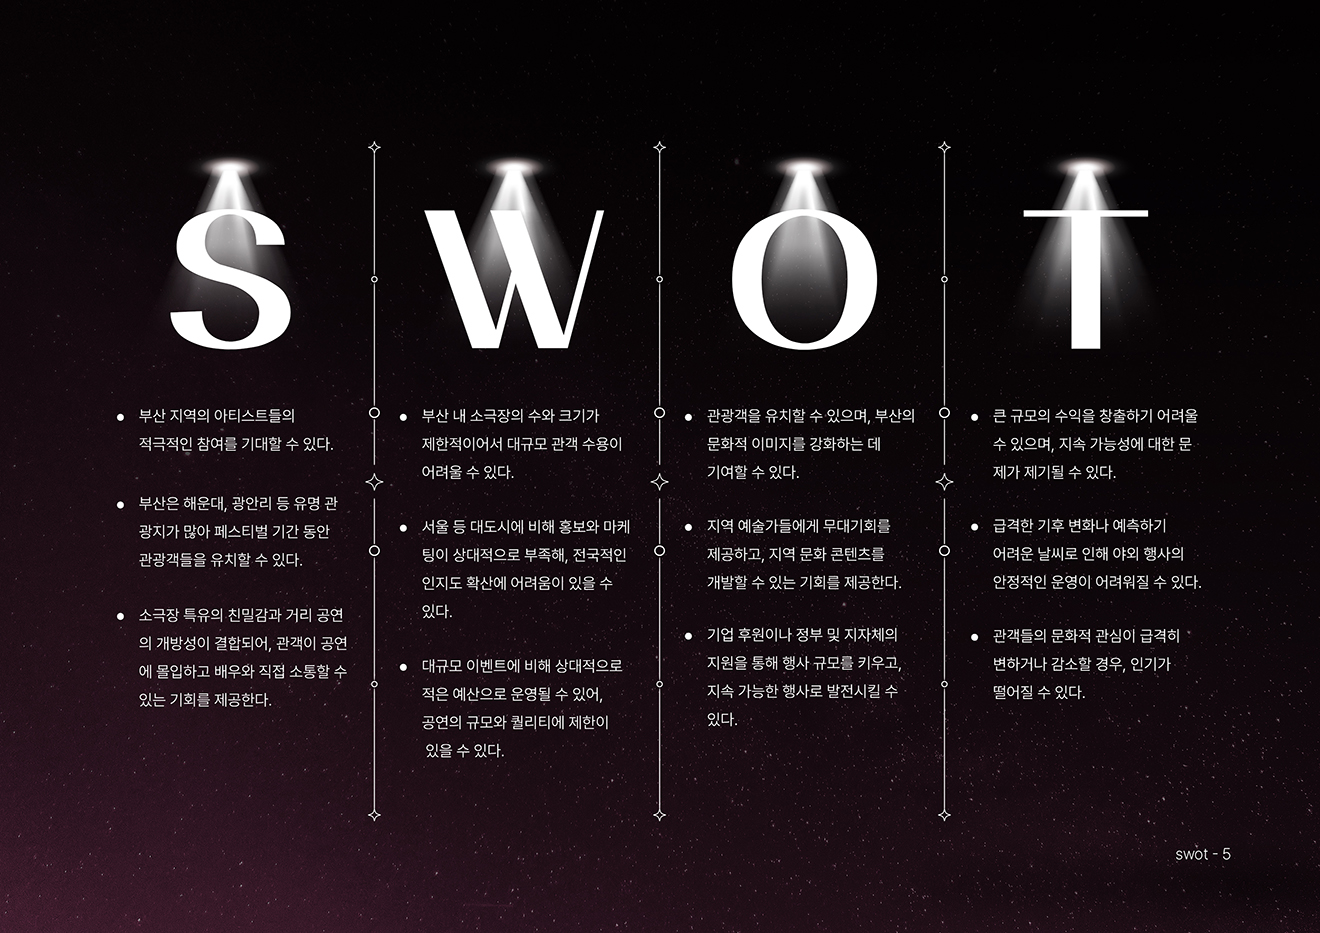 S
부산 지역의 아티스트들의
적극적인 참여를 기대할 수 있다.
부산은 해운대, 광안리 등 유명 관
광지가 많아 페스티벌 기간 동안
관광객들을 유치할 수 있다.
소극장 특유의 친밀감과 거리 공연
의 개방성이 결합되어, 관객이 공연
에 몰입하고 배우와 직접 소통할 수
있는 기회를 제공한다.
W
부산 내 소극장의 수와 크기가
제한적이어서 대규모 관객 수용이
어려울 수 있다.
서울 등 대도시에 비해 홍보와 마케
팅이 상대적으로 부족해, 전국적인
인지도 확산에 어려움이 있을 수
있다.
대규모 이벤트에 비해 상대적으로
적은 예산으로 운영될 수 있어,
공연의 규모와 퀄리티에 제한이
있을 수 있다.
O
관광객을 유치할 수 있으며, 부산의
문화적 이미지를 강화하는 데
기여할 수 있다.
지역 예술가들에게 무대기회를
제공하고, 지역 문화 콘텐츠를
개발할 수 있는 기회를 제공한다.
기업 후원이나 정부 및 지자체의
지원을 통해 행사 규모를 키우고,
지속 가능한 행사로 발전시킬 수
있다.
T
큰 규모의 수익을 창출하기 어려울
수 있으며, 지속 가능성에 대한 문
제가 제기될 수 있다.
급격한 기후 변화나 예측하기
어려운 날씨로 인해 야외 행사의
안정적인 운영이 어려워질 수 있다.
관객들의 문화적 관심이 급격히
변하거나 감소할 경우, 인기가
떨어질 수 있다.
swot - 5